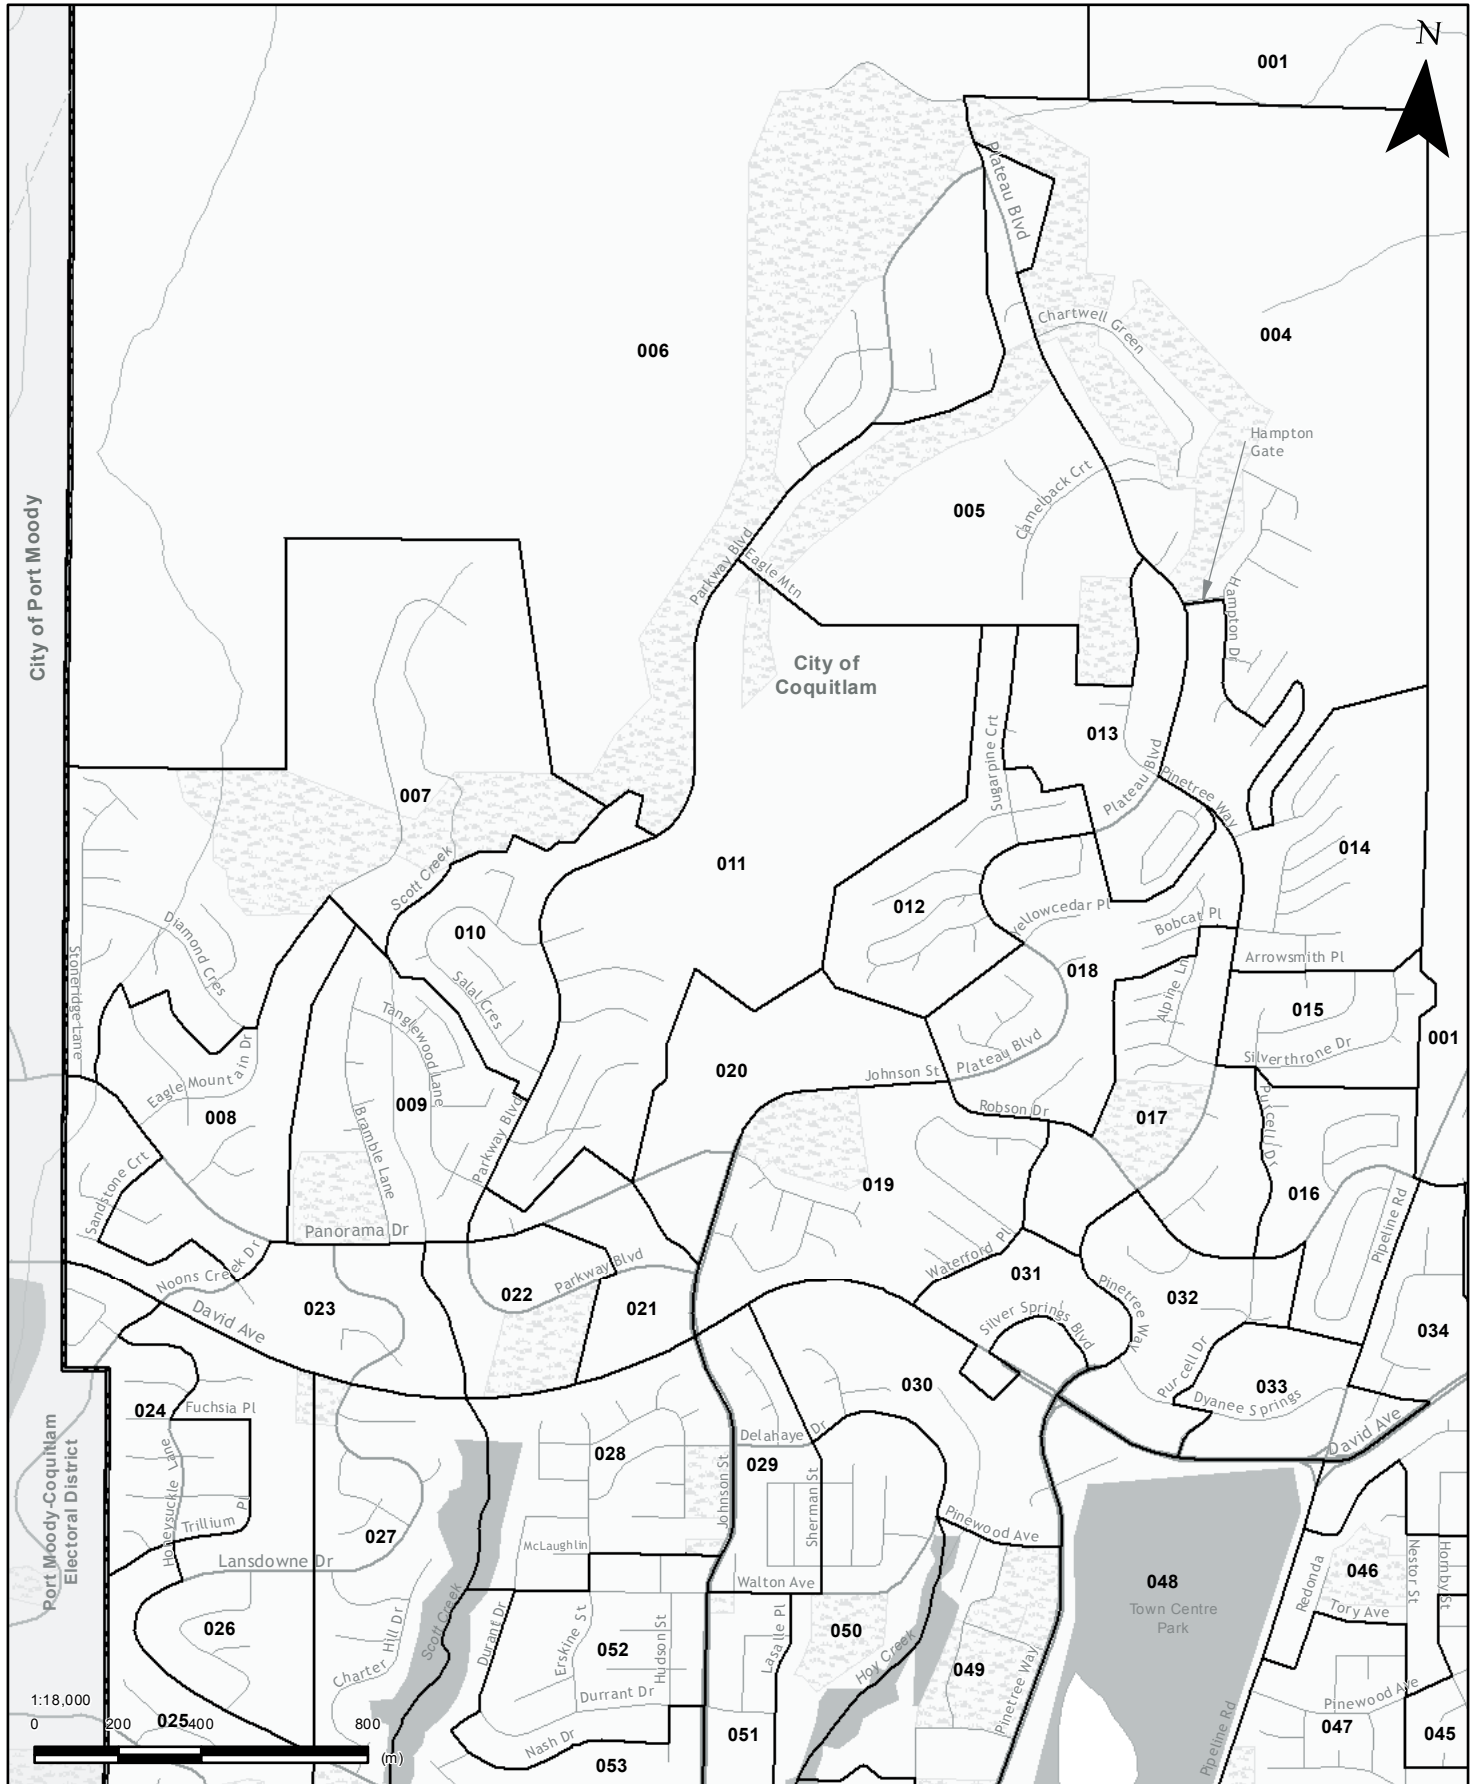 N
001
Plateau Blvd
Chartwell Green
004
006
Hampton
Gate
Camelback Crt
005
City of Port Moody
Parkway Blvd
Eagle Mtn
Hampton Dr
City of
Coquitlam
Sugarpine Crt
013
Plateau Blvd
Pinetree Way
007
Scott Creek
011
014
012
Yellowcedar Pl
Bobcat Pl
010
Diamond Cres
Stoneridge Lane
Salal Cres
018
Arrowsmith Pl
Alpine Ln
015
Tanglewood Lane
001
Silverthrone Dr
Plateau Blvd
Johnson St
020
Eagle Mountain Dr
008
009
Bramble Lane
Parkway Blvd
Robson Dr
017
Purcell Dr
Sandstone Crt
019
016
Pipeline Rd
Panorama Dr
Noons Creek Dr
Waterford Pl
031
Parkway Blvd
022
021
023
David Ave
Silver Springs Blvd
Pinetree Way
032
034
Purcell Dr
033
Dyanee Springs
030
024
Fuchsia Pl
David Ave
Port Moody-Coquitlam
Electoral District
Honeysuckle Lane
Delahaye Dr
028
029
Johnson St
Sherman St
Trillium Pl
027
Lansdowne Dr
McLaughlin
Pinewood Ave
Walton Ave
048
Town Centre
Park
046
Redonda
Nestor St
Hornby St
Tory Ave
026
Charter Hill Dr
Scott Creek
Durant Dr
Erskine St
052
Hudson St
Lasalle Pl
050
Hoy Creek
049
Pinetree Way
Durrant Dr
Nash Dr
051
053
Pinewood Ave
047
045
Pipeline Rd
025
1:18,000
0
200
400
800
(m)